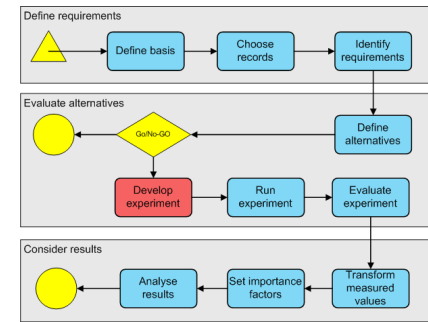 Define requirements
Define basis
Choose
records
Identify
requirements
Evaluate alternatives
Go/No-GO
Define
alternatives
Develop
experiment
Run
experiment
Evaluate
experiment
Consider results
Analyse
results
Set importance
factors
Transform
measured
values